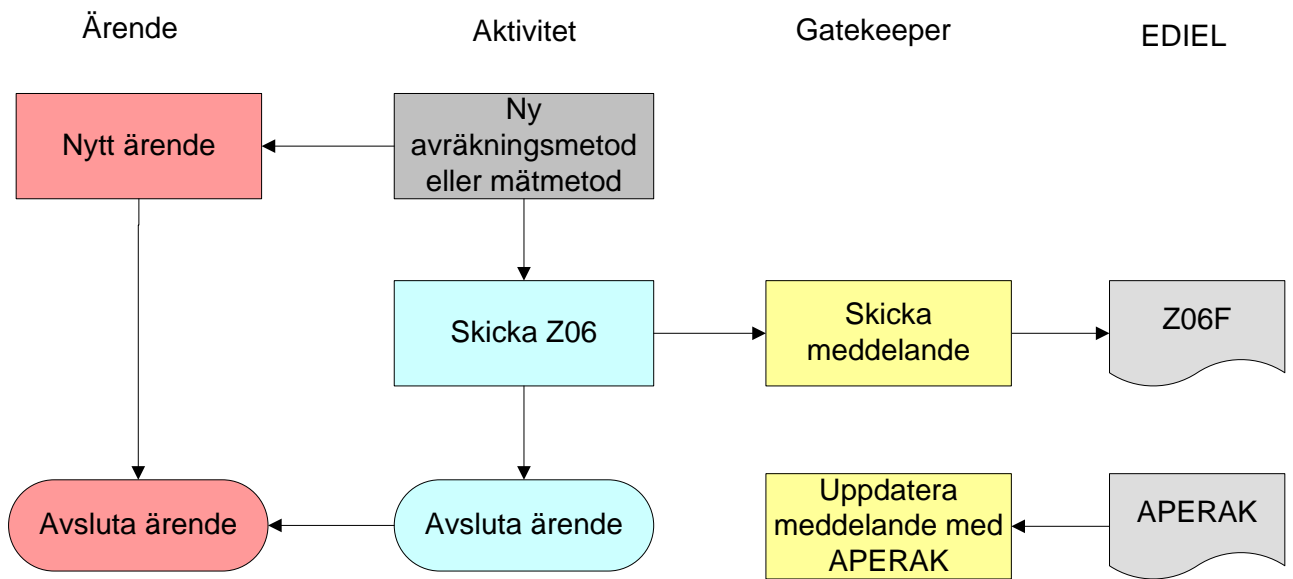 Ärende
Aktivitet
Gatekeeper
EDIEL
Nytt ärende
Ny
avräkningsmetod
eller mätmetod
Skicka Z06
Skicka
meddelande
Z06F
Avsluta ärende
Avsluta ärende
Uppdatera
meddelande med
APERAK
APERAK